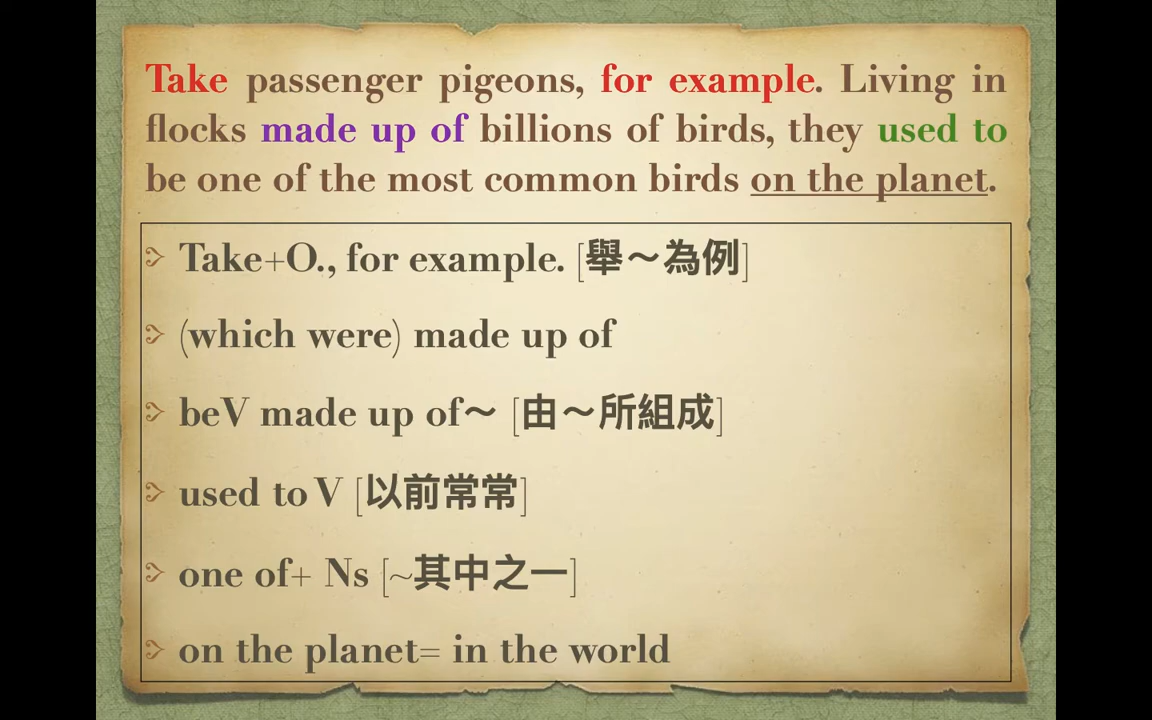 Take passenger pigeons, for example. Living in
flocks made up of billions of birds, they used to
be one of the most common birds on the planet.
Take+O., for example. [舉～為例]
(which were) made up of
beV made up of～ [由～所組成]
used to V [以前常常]
one of+ Ns [~其中之一]
on the planet= in the world